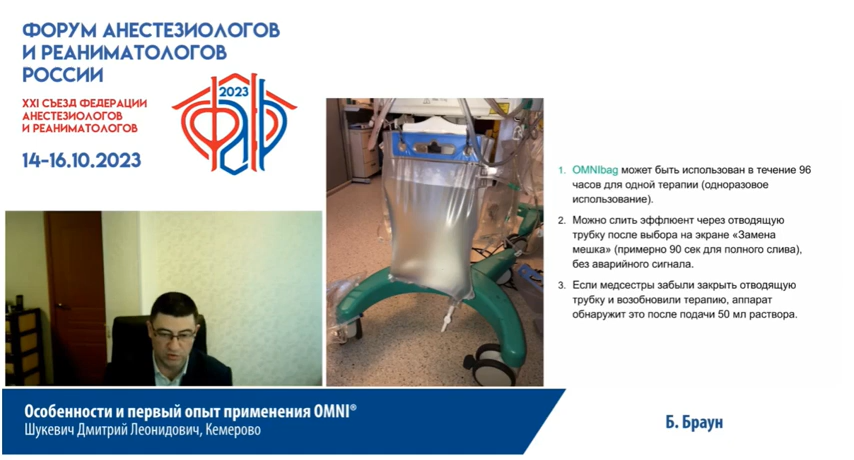 ФОРУМ АНЕСТЕЗИОЛОГОВ
И РЕАНИМАТОЛОГОВ
РОССИИ
XXI СЪЕЗД ФЕДЕРАЦИИ
АНЕСТЕЗИОЛОГОВ
И РЕАНИМАТОЛОГОВ
14-16.10.2023
2023
ФАР
1. OMNIbag может быть использован в течение 96
часов для одной терапии (одноразовое
использование).
2. Можно слить эффлюент через отводящую
трубку после выбора на экране «Замена
мешка» (примерно 90 сек для полного слива),
без аварийного сигнала.
3. Если медсестры забыли закрыть отводящую
трубку и возобновили терапию, аппарат
обнаружит это после подачи 50 мл раствора.
Особенности и первый опыт применения OMNI®
Шукевич Дмитрий Леонидович, Кемерово
Б. Браун